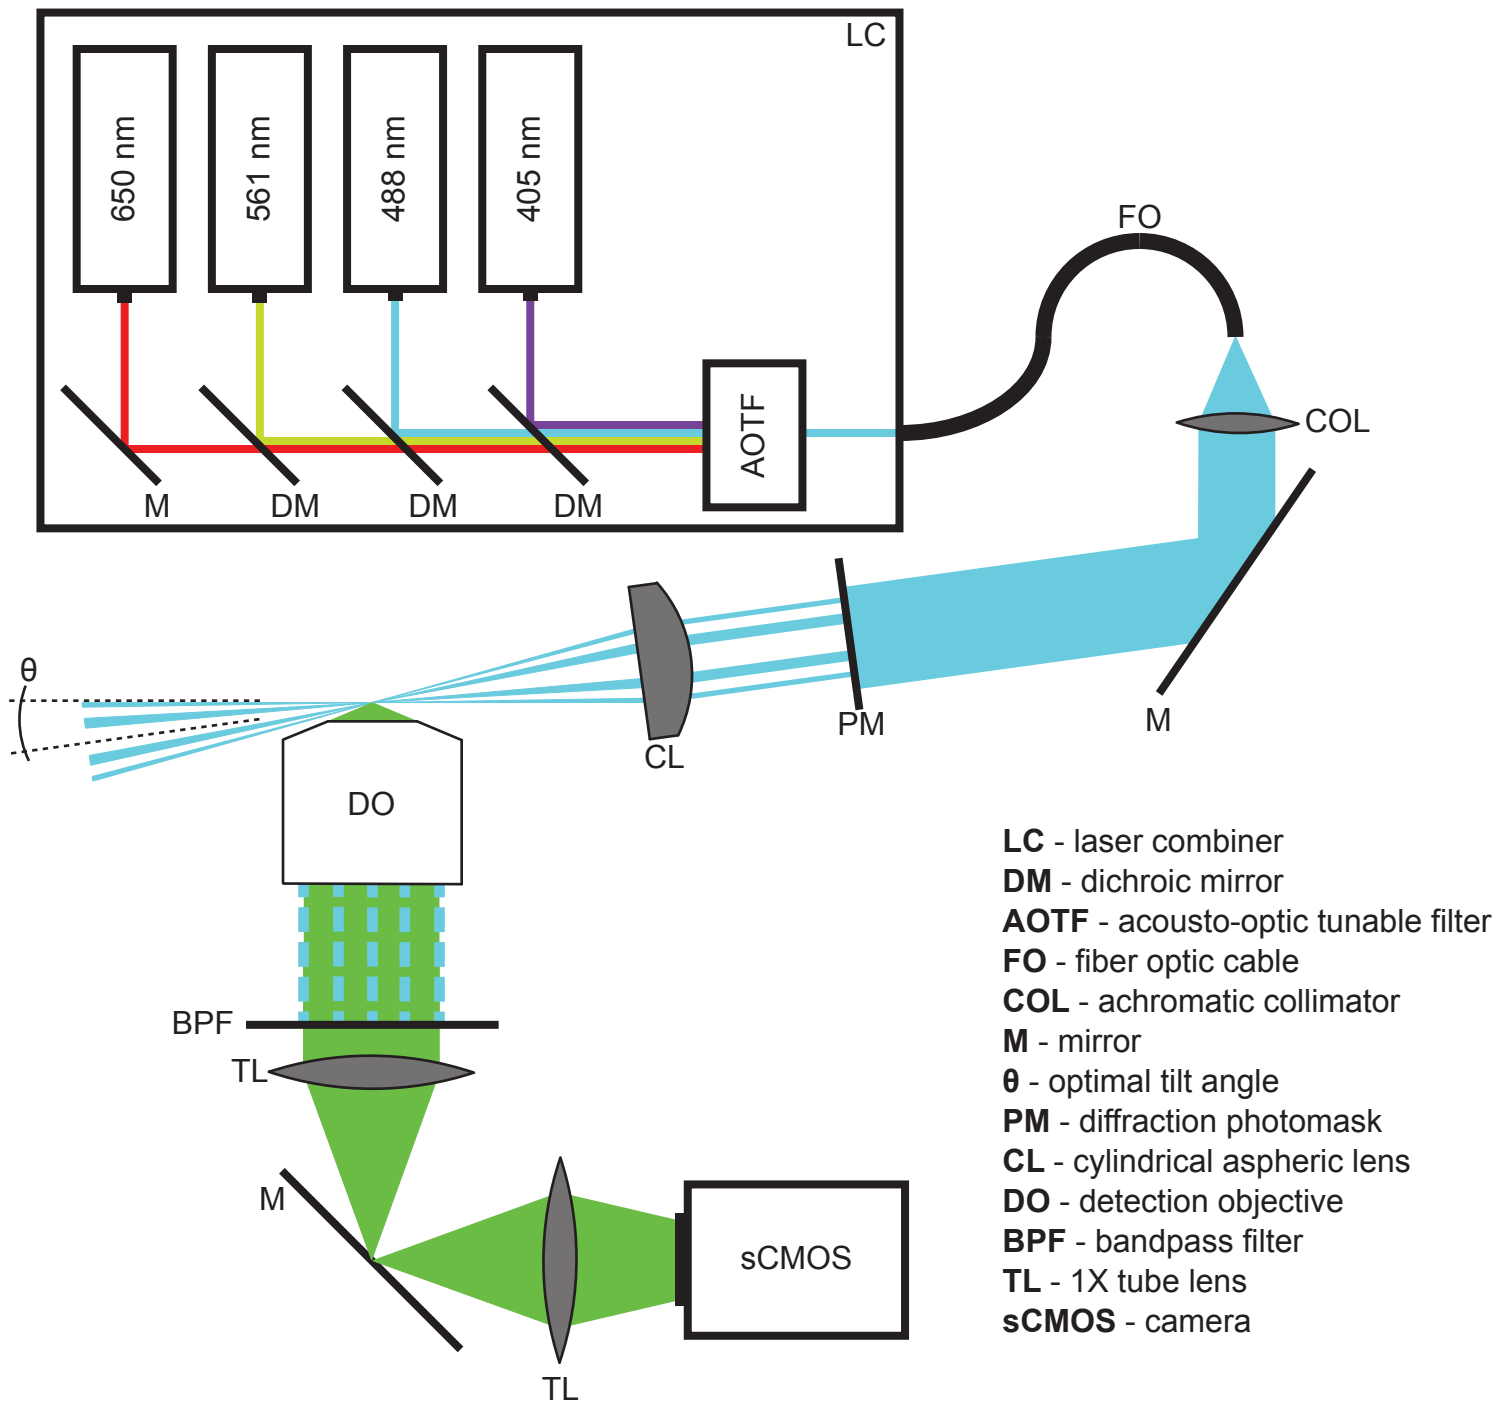 LC
650 nm
561 nm
488 nm
405 nm
FO
AOTF
COL
M
DM
DM
DM
θ
PM
M
CL
DO
LC - laser combiner
DM - dichroic mirror
AOTF - acousto-optic tunable filter
FO - fiber optic cable
COL - achromatic collimator
M - mirror
θ - optimal tilt angle
PM - diffraction photomask
CL - cylindrical aspheric lens
DO - detection objective
BPF - bandpass filter
TL - 1X tube lens
sCMOS - camera
BPF
TL
M
sCMOS
TL